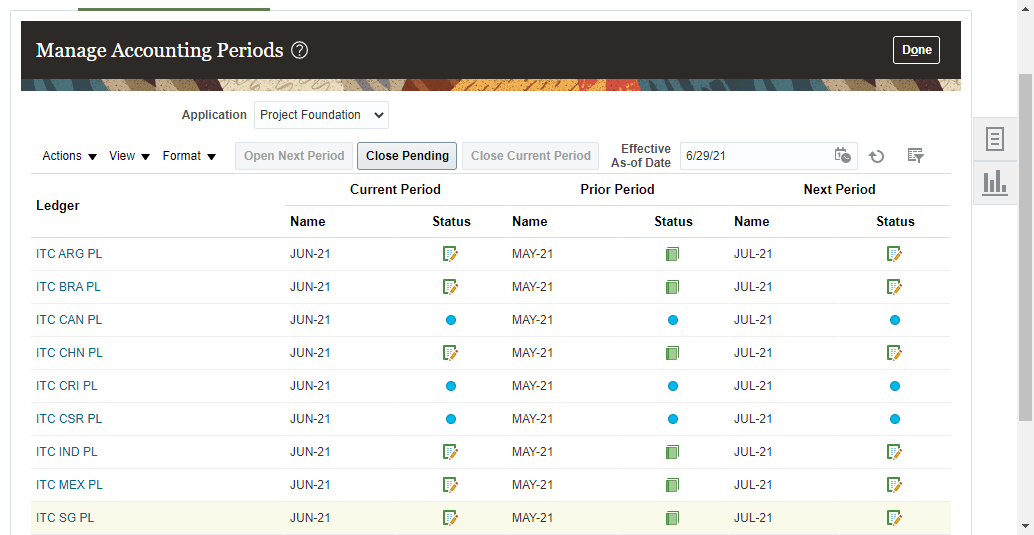 Manage Accounting Periods
Done
Application Project Foundation
Actions View Format Open Next Period Close Pending Close Current Period Effective As-of Date 6/29/21
Current Period Prior Period Next Period
Ledger
Name Status Name Status Name Status
ITC ARG PL JUN-21 MAY-21 JUL-21
ITC BRA PL JUN-21 MAY-21 JUL-21
ITC CAN PL JUN-21 MAY-21 JUL-21
ITC CHN PL JUN-21 MAY-21 JUL-21
ITC CRI PL JUN-21 MAY-21 JUL-21
ITC CSR PL JUN-21 MAY-21 JUL-21
ITC IND PL JUN-21 MAY-21 JUL-21
ITC MEX PL JUN-21 MAY-21 JUL-21
ITC SG PL JUN-21 MAY-21 JUL-21